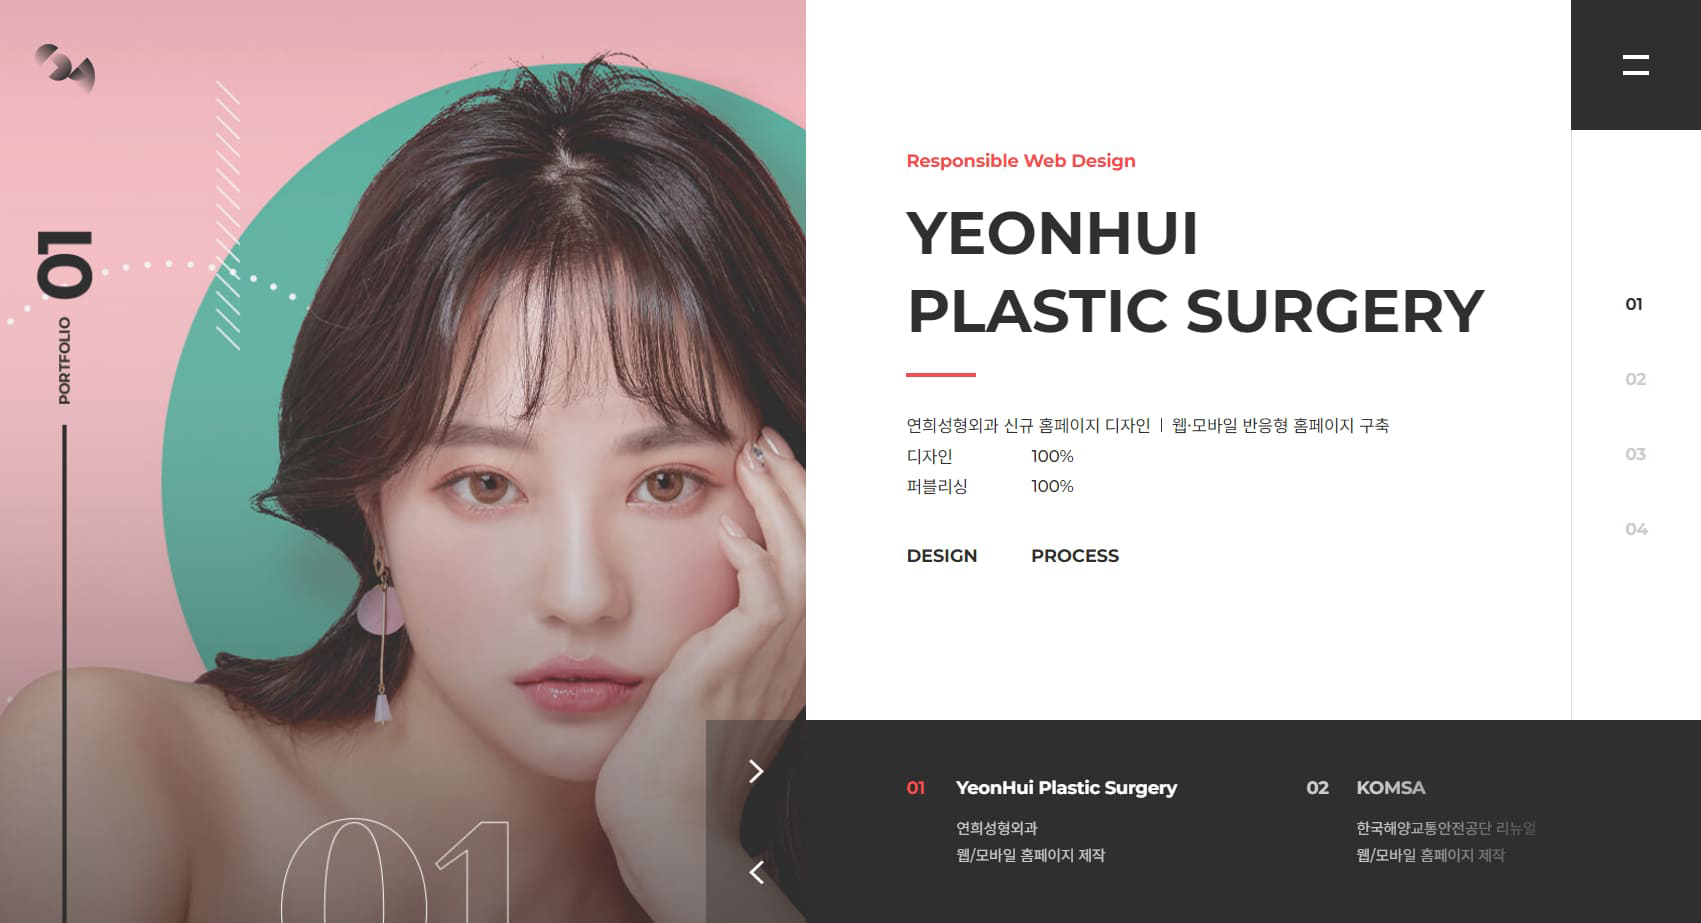 01
PORTFOLIO
01
Responsible Web Design
YEONHUI
PLASTIC SURGERY
연희성형외과 신규 홈페이지 디자인 ㅣ 웹·모바일 반응형 홈페이지 구축
디자인 100%
퍼블리싱 100%
DESIGN PROCESS
01
02
03
04
01 YeonHui Plastic Surgery
연희성형외과
웹/모바일 홈페이지 제작
02 KOMSA
한국해양교통안전공단 리뉴얼
웹/모바일 홈페이지 제작